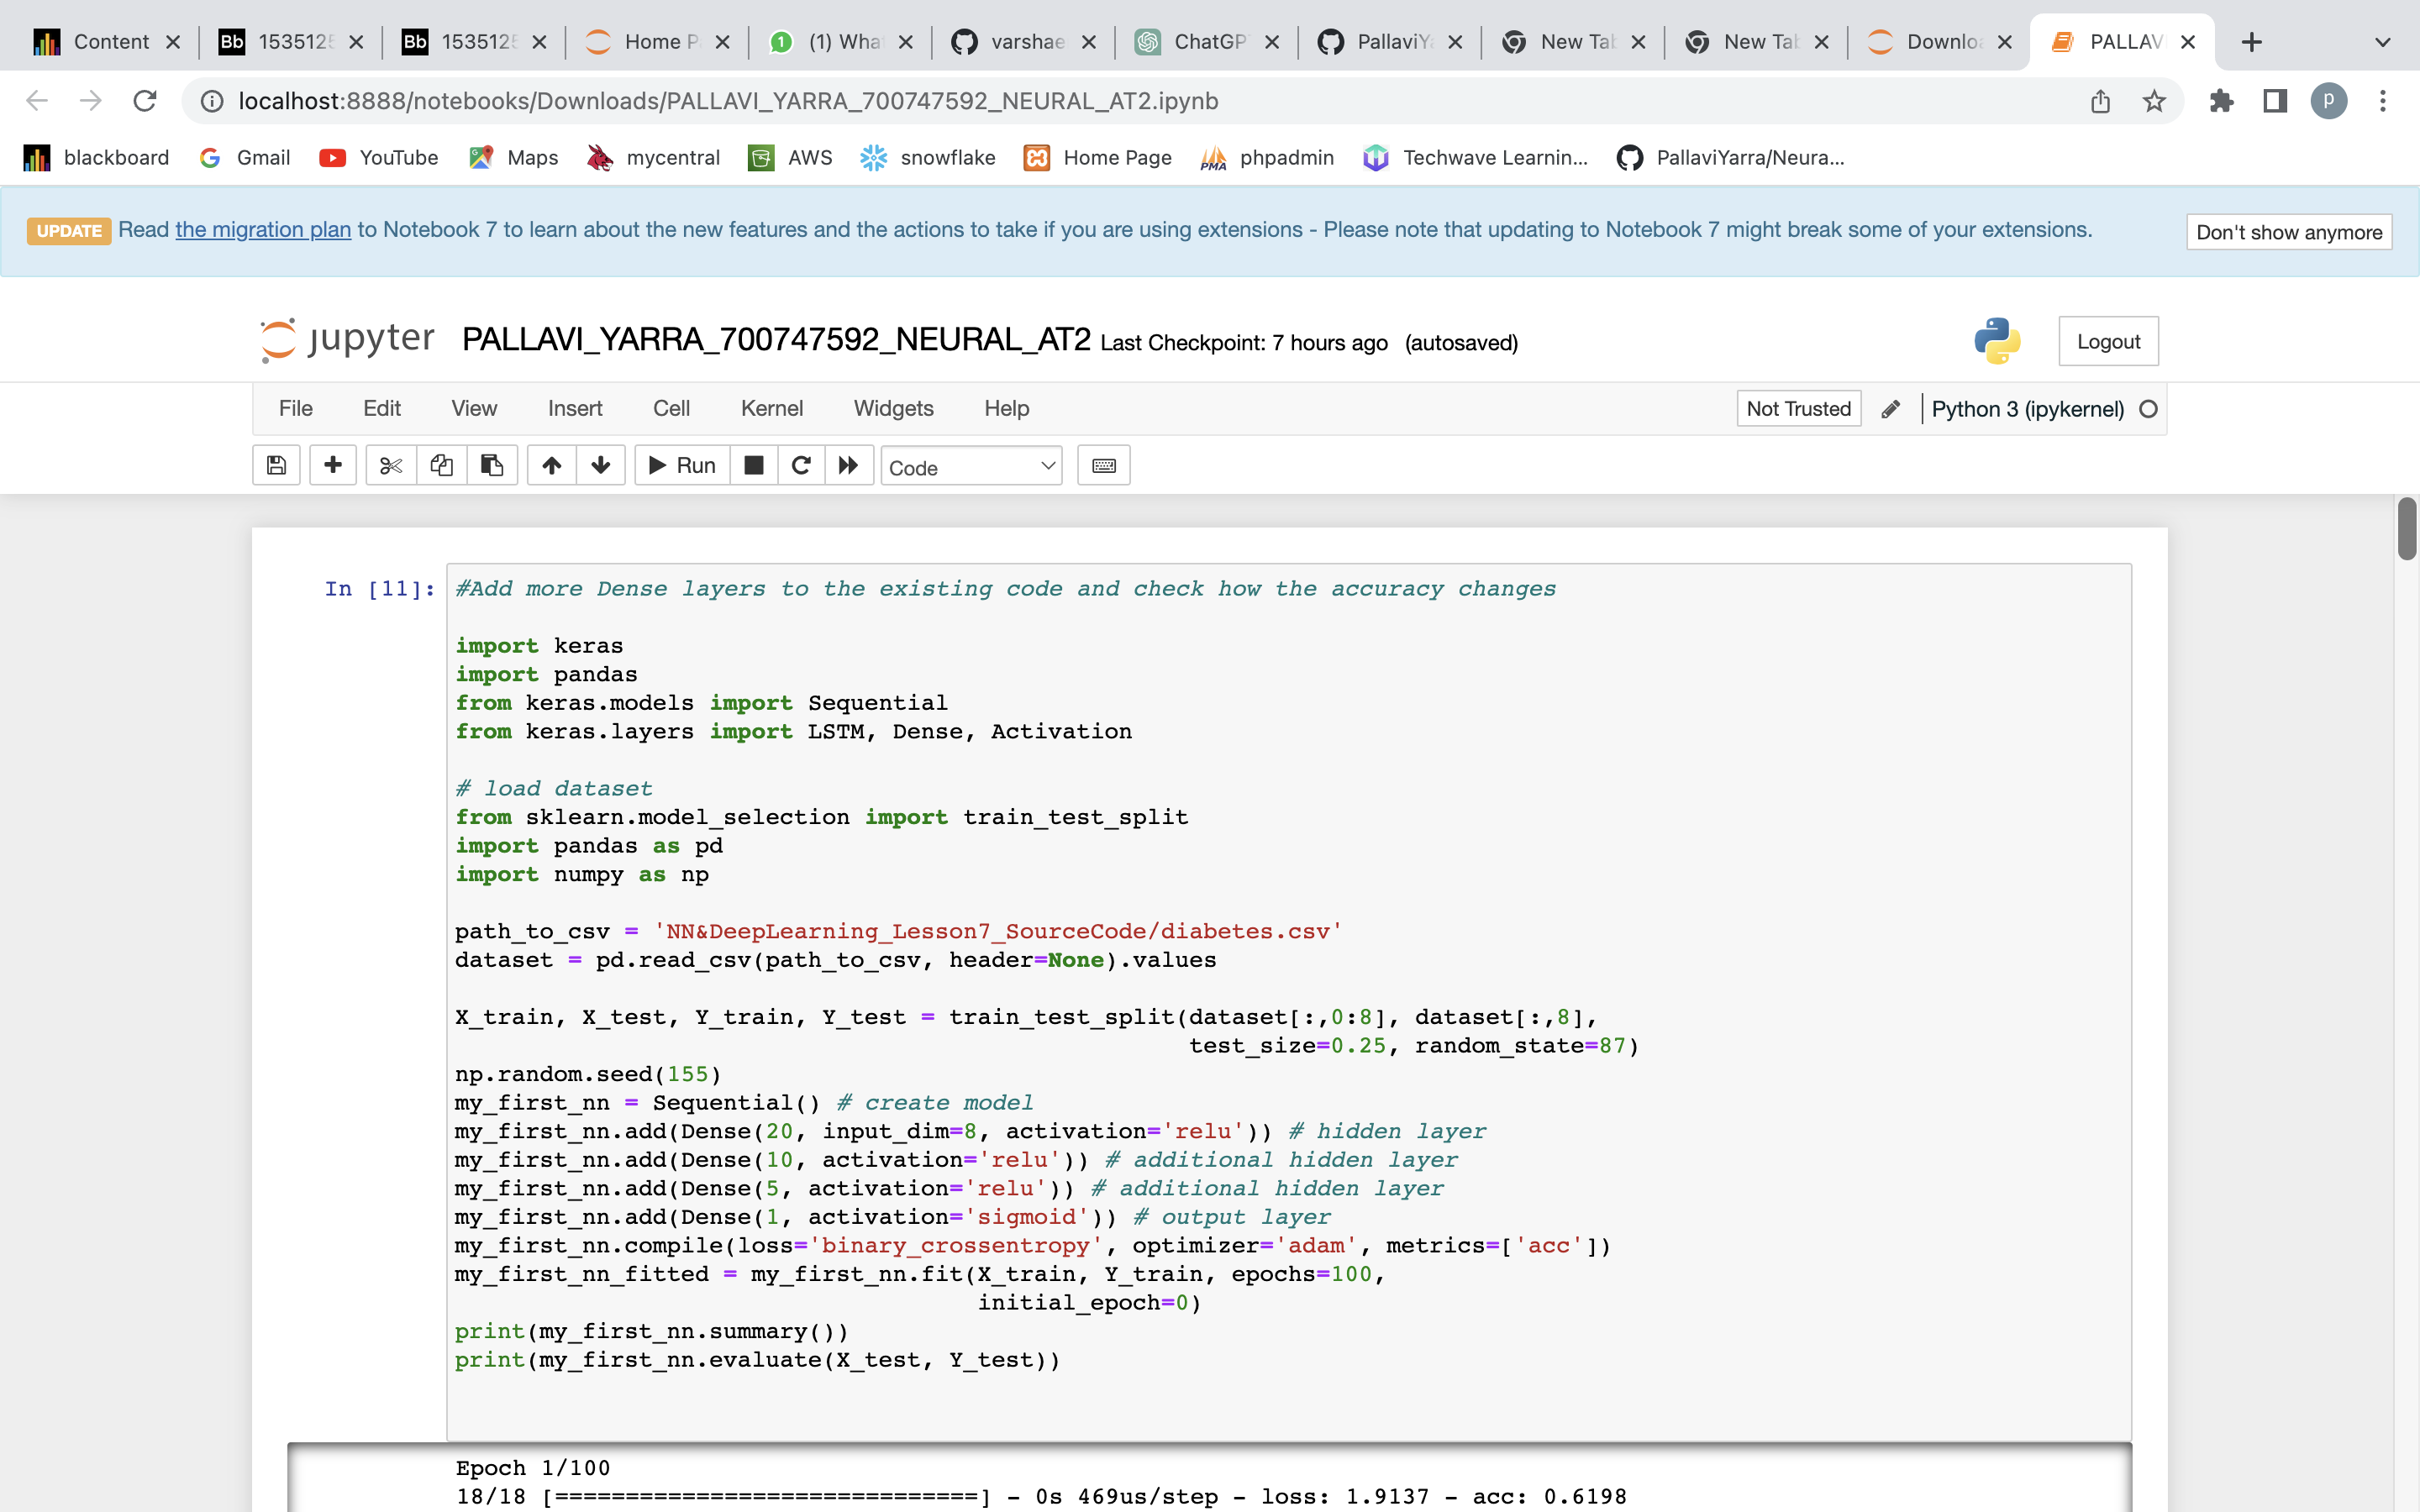 Content
Bb 153512
Bb 153512
Home P
1 (1) Wha
varshae
ChatGP
PallaviY
New Tab
New Tab
Downloa
PALLAV
localhost:8888/notebooks/Downloads/PALLAVI_YARRA_700747592_NEURAL_AT2.ipynb
p
blackboard Gmail YouTube Maps mycentral AWS snowflake Home Page PMA phpadmin Techwave Learnin... PallaviYarra/Neura...
UPDATE Read the migration plan to Notebook 7 to learn about the new features and the actions to take if you are using extensions - Please note that updating to Notebook 7 might break some of your extensions. Don't show anymore
jupyter PALLAVI_YARRA_700747592_NEURAL_AT2 Last Checkpoint: 7 hours ago (autosaved) Logout
File Edit View Insert Cell Kernel Widgets Help Not Trusted Python 3 (ipykernel)
Run Code
In [11]: #Add more Dense layers to the existing code and check how the accuracy changes
import keras
import pandas
from keras.models import Sequential
from keras.layers import LSTM, Dense, Activation
# load dataset
from sklearn.model_selection import train_test_split
import pandas as pd
import numpy as np
path_to_csv = 'NN&DeepLearning_Lesson7_SourceCode/diabetes.csv'
dataset = pd.read_csv(path_to_csv, header=None).values
X_train, X_test, Y_train, Y_test = train_test_split(dataset[:,0:8], dataset[:,8],
test_size=0.25, random_state=87)
np.random.seed(155)
my_first_nn = Sequential() # create model
my_first_nn.add(Dense(20, input_dim=8, activation='relu')) # hidden layer
my_first_nn.add(Dense(10, activation='relu')) # additional hidden layer
my_first_nn.add(Dense(5, activation='relu')) # additional hidden layer
my_first_nn.add(Dense(1, activation='sigmoid')) # output layer
my_first_nn.compile(loss='binary_crossentropy', optimizer='adam', metrics=['acc'])
my_first_nn_fitted = my_first_nn.fit(X_train, Y_train, epochs=100,
initial_epoch=0)
print(my_first_nn.summary())
print(my_first_nn.evaluate(X_test, Y_test))
Epoch 1/100
18/18 [==============================] - 0s 469us/step - loss: 1.9137 - acc: 0.6198